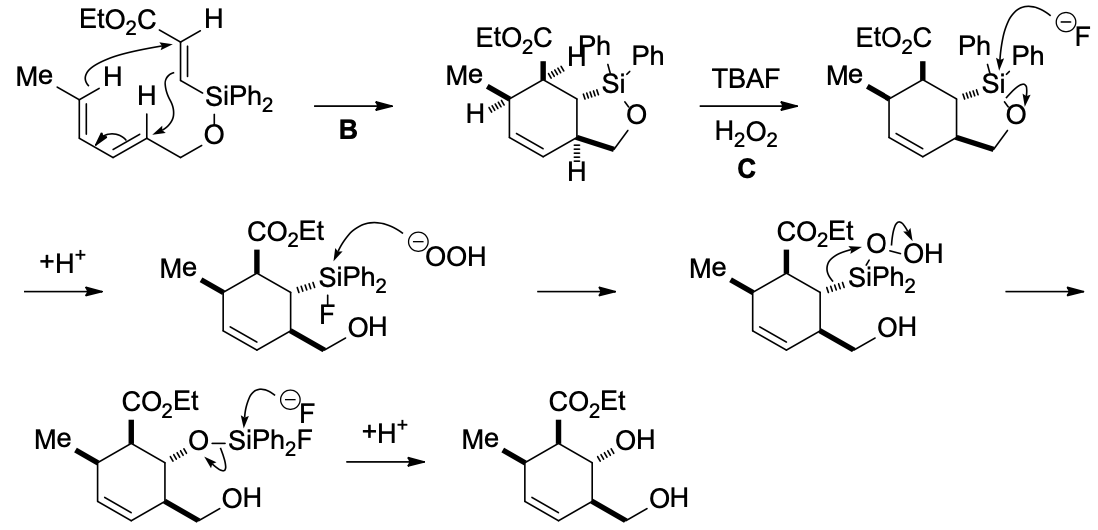 EtO₂C H
Me H H SiPh₂ O
B
EtO₂C H Ph Ph
Me H Si O H
TBAF
H₂O₂
C
EtO₂C Ph Ph ⊖F
Me Si O
+H⁺
CO₂Et ⊖OOH
Me SiPh₂ F OH
CO₂Et O OH
Me SiPh₂ OH
CO₂Et ⊖F
Me O SiPh₂F OH
+H⁺
CO₂Et
Me OH
OH